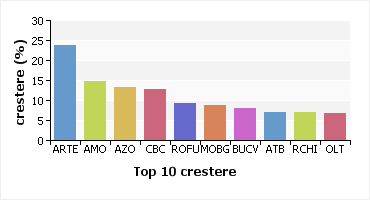 crestere (%)
30
25
20
15
10
5
0
ARTE AMO AZO CBC ROFU MOBG BUCV ATB RCHI OLT
Top 10 crestere